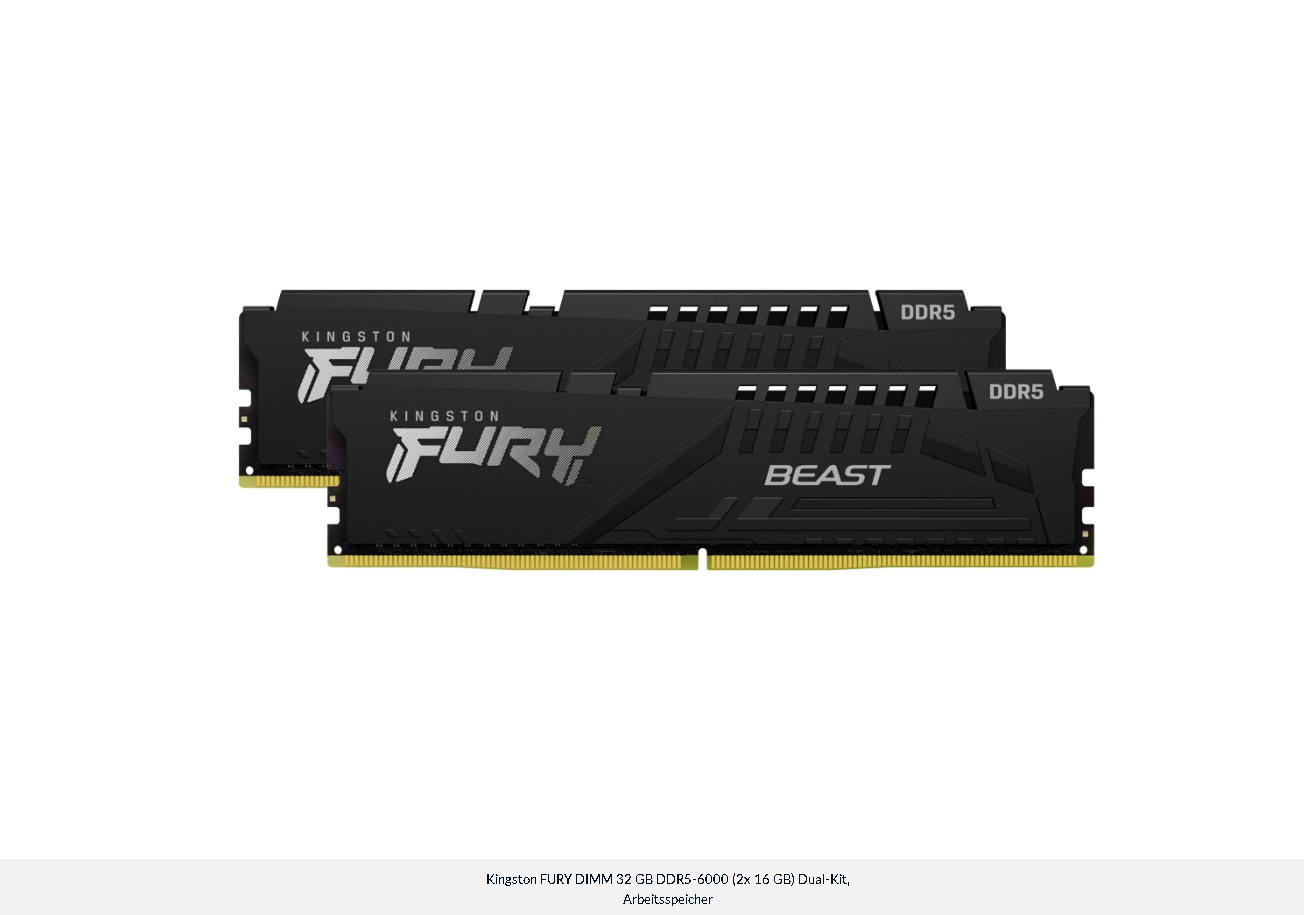 DDR5
KINGSTON
FURY
DDR5
KINGSTON
FURY
BEAST
Kingston FURY DIMM 32 GB DDR5-6000 (2x 16 GB) Dual-Kit,
Arbeitsspeicher